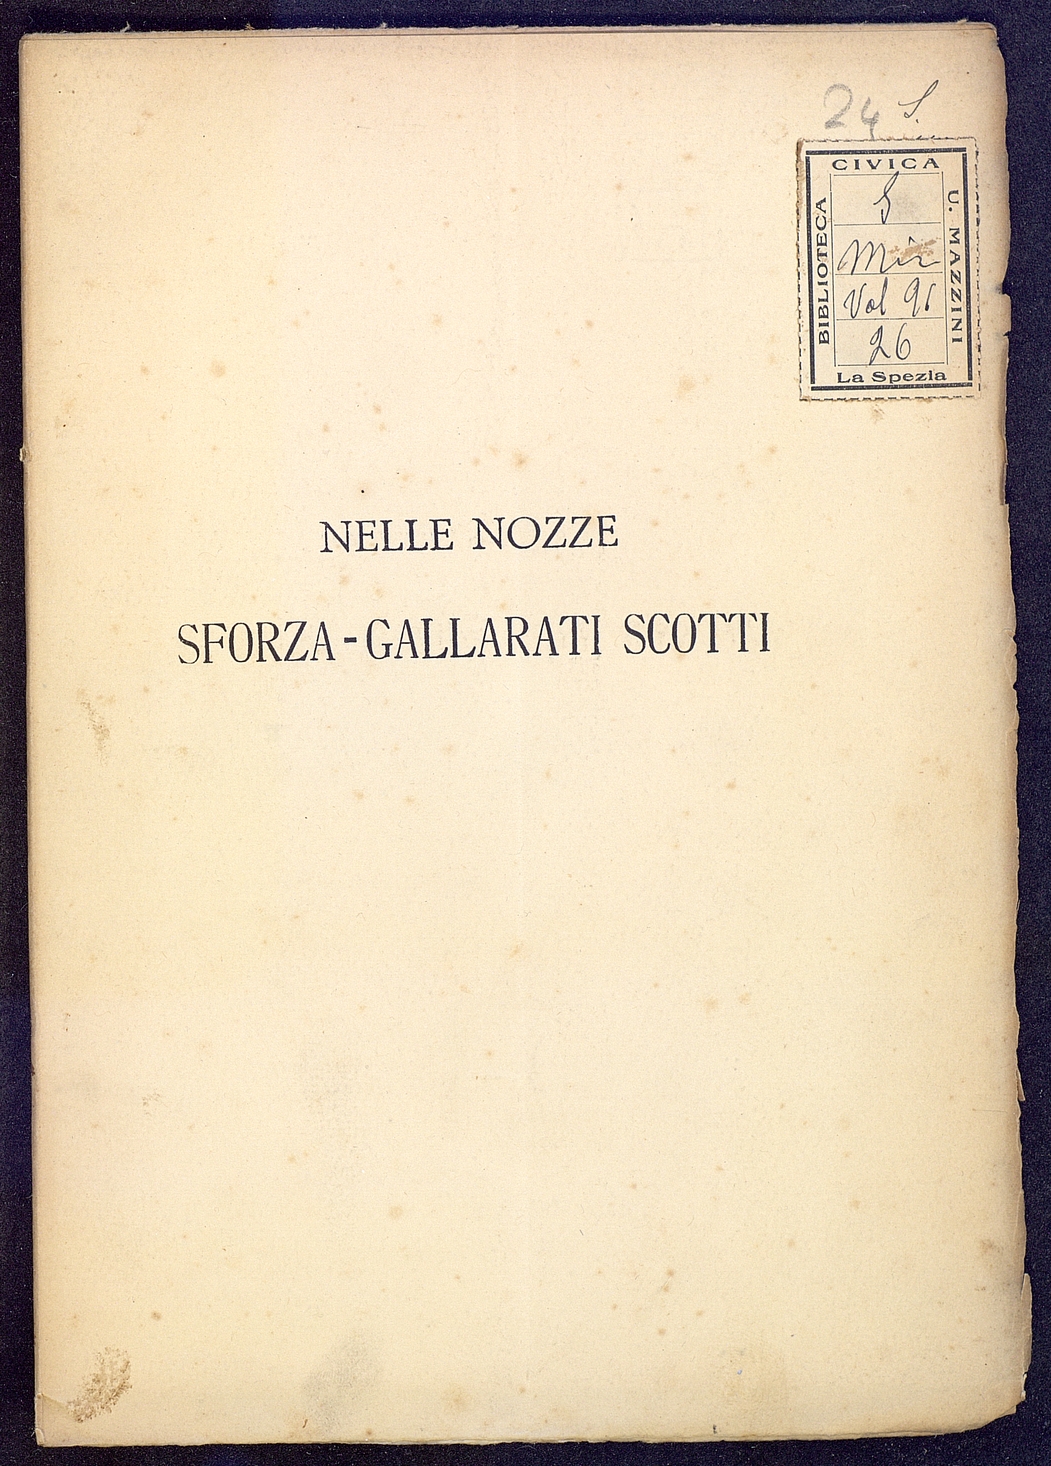 24 S.
CIVICA
BIBLIOTECA
U. MAZZINI
S
Mis
Vol 91
26
La Spezia
NELLE NOZZE
SFORZA-GALLARATI SCOTTI